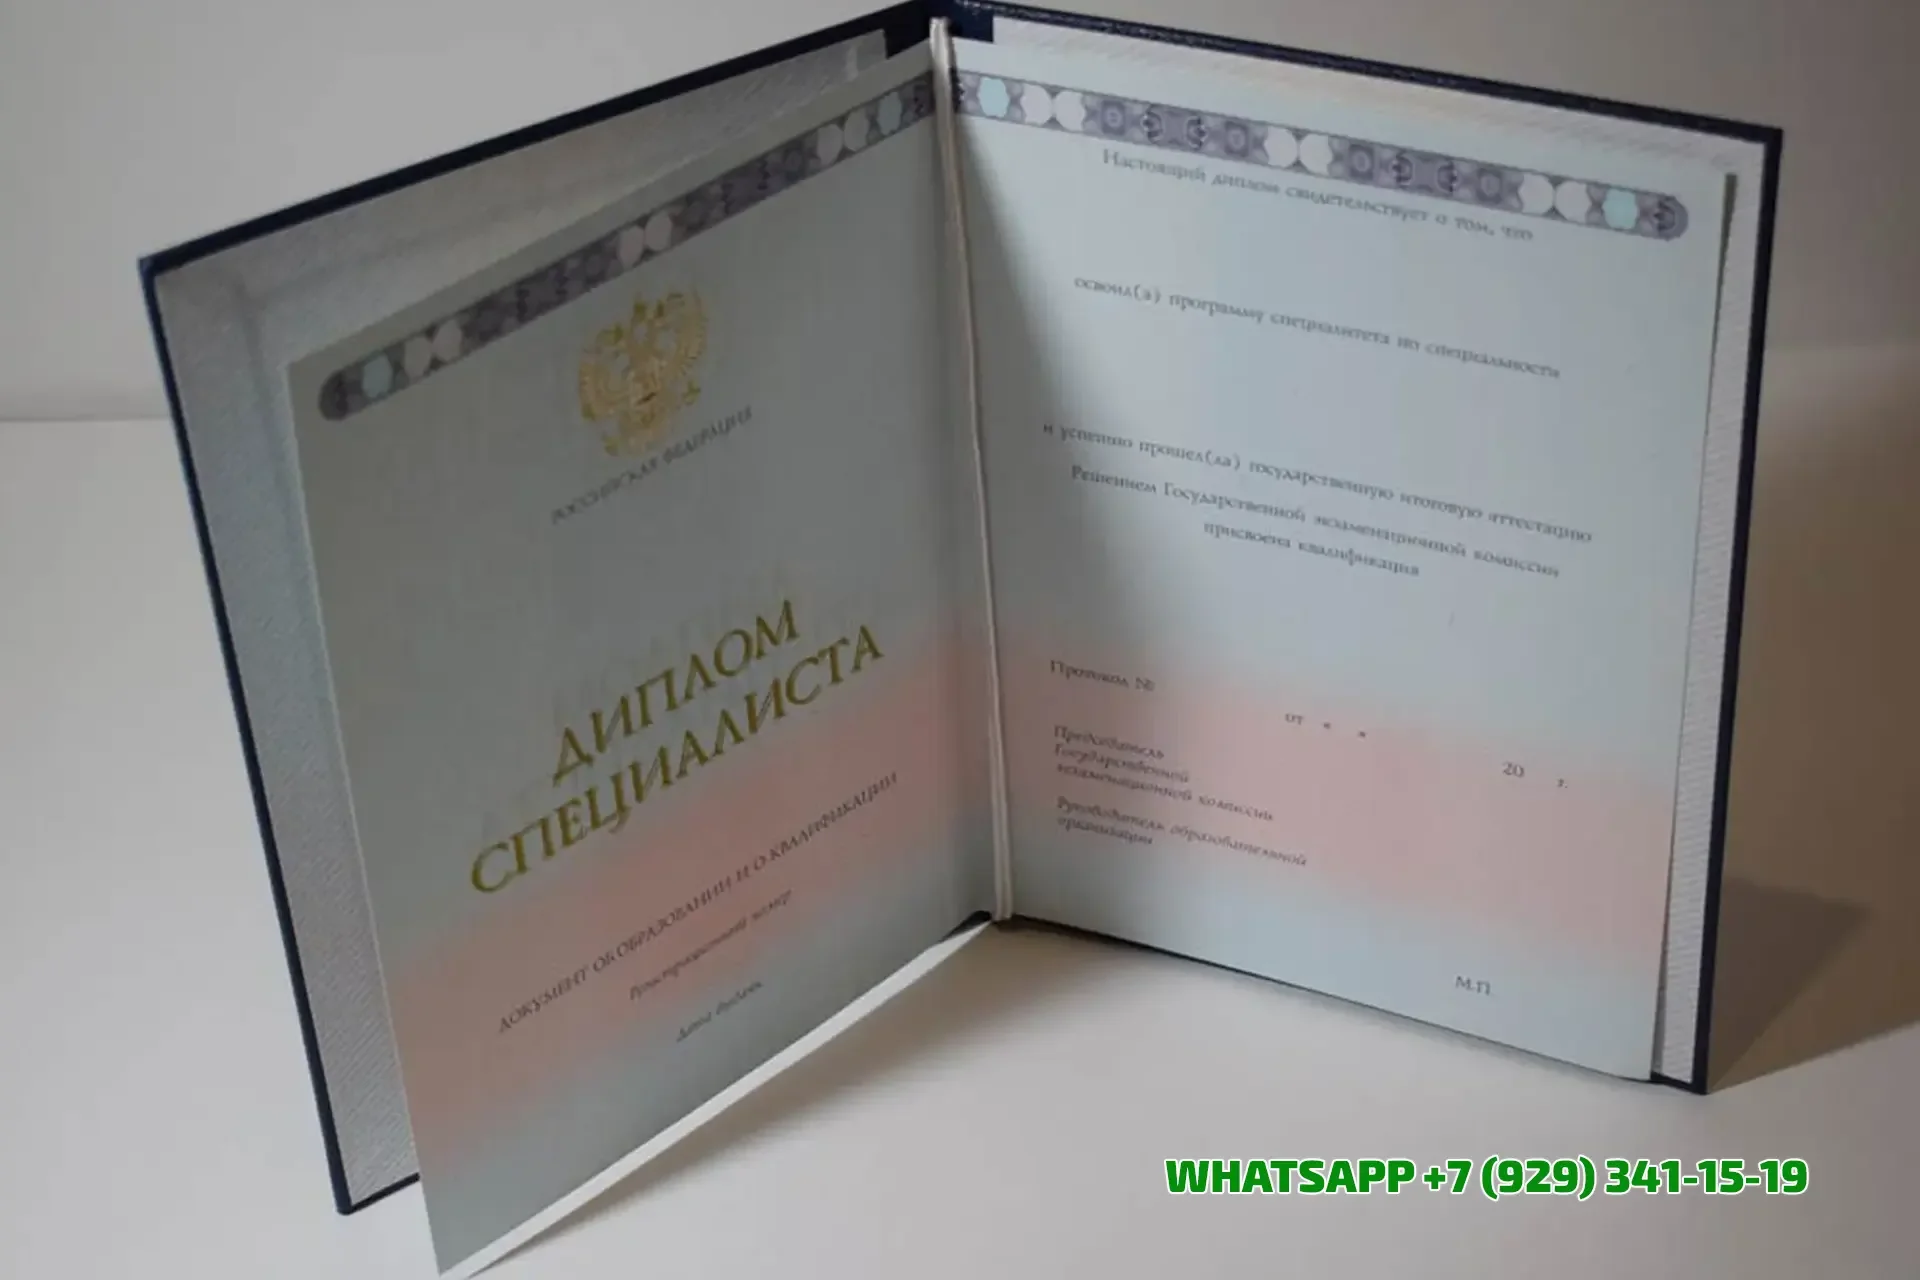 РОССИЙСКАЯ ФЕДЕРАЦИЯ
ДИПЛОМ
СПЕЦИАЛИСТА
ДОКУМЕНТ ОБ ОБРАЗОВАНИИ И О КВАЛИФИКАЦИИ
Регистрационный номер
Дата выдачи
Настоящий диплом свидетельствует о том, что
освоил(а) программу специалитета по специальности
и успешно прошел(ла) государственную итоговую аттестацию
Решением Государственной экзаменационной комиссии
присвоена квалификация
Протокол №
от « »
20 г.
Председатель
Государственной
экзаменационной комиссии
Руководитель образовательной
организации
М.П.
WHATSAPP +7 (929) 341-15-19